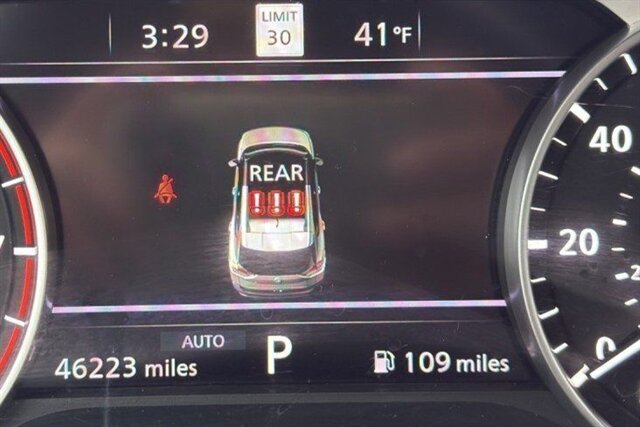 3:29
LIMIT
30
41°F
REAR
40
20
0
AUTO
46223 miles
P
109 miles